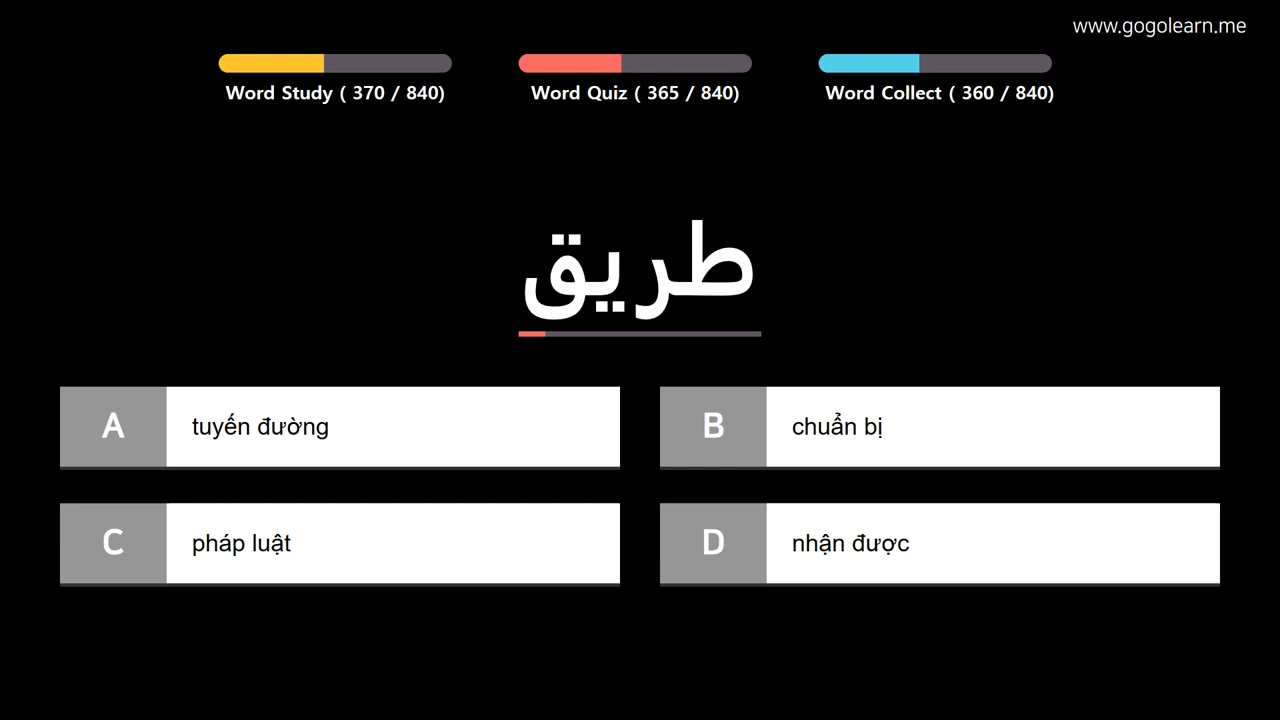 www.gogolearn.me
Word Study ( 370 / 840)
Word Quiz ( 365 / 840)
Word Collect ( 360 / 840)
طريق
A tuyến đường
B chuẩn bị
C pháp luật
D nhận được